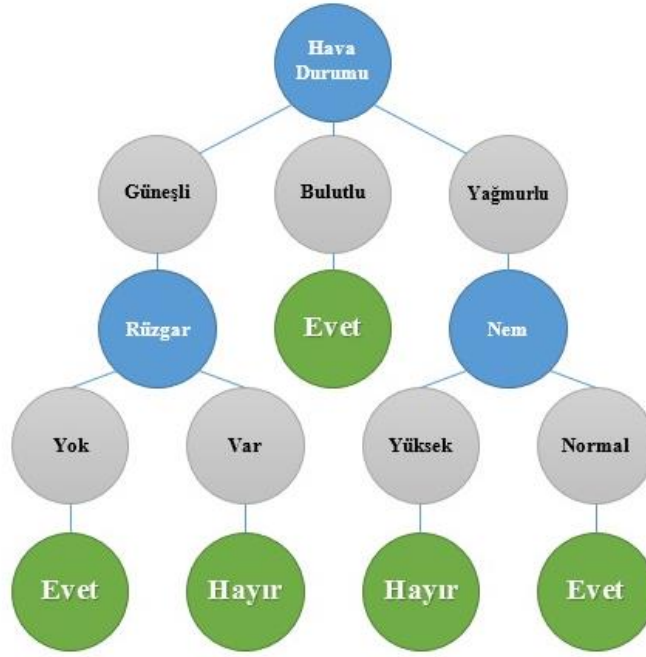 Hava
Durumu
Güneşli
Bulutlu
Yağmurlu
Rüzgar
Evet
Nem
Yok
Var
Yüksek
Normal
Evet
Hayır
Hayır
Evet